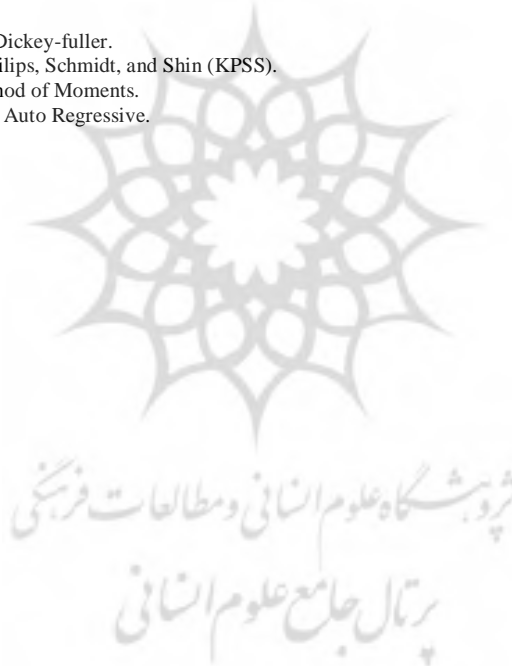 Dickey-fuller.
ilips, Schmidt, and Shin (KPSS).
nod of Moments.
Auto Regressive.
پژوهشگاه علوم انسانی و مطالعات فرهنگی
پرتال جامع علوم انسانی